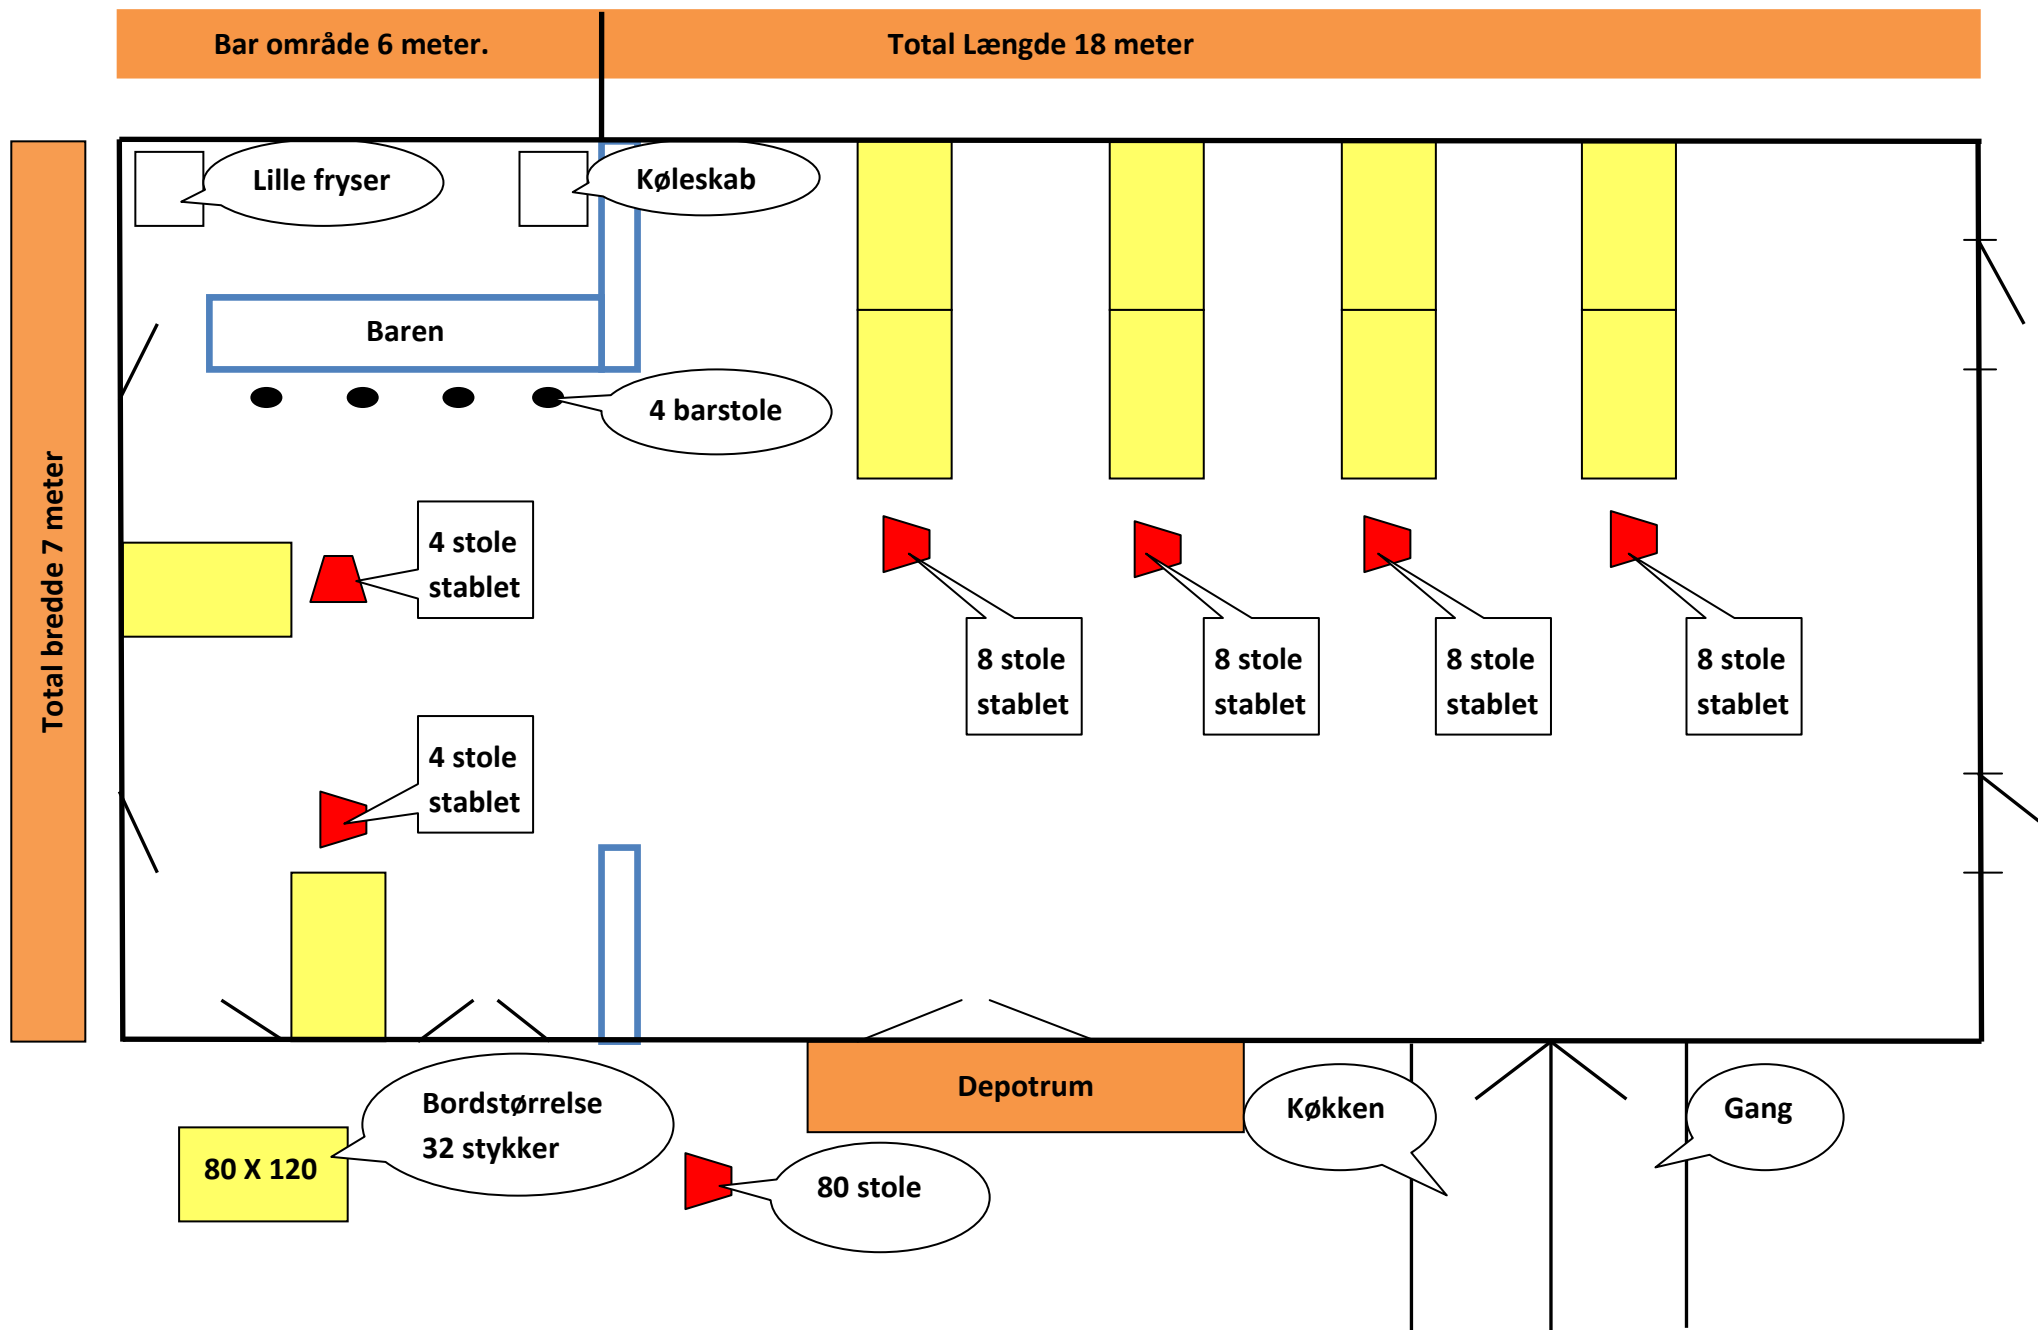 Bar område 6 meter.
Total Længde 18 meter
Lille fryser
Køleskab
Baren
4 barstole
Total bredde 7 meter
4 stole
stablet
8 stole
stablet
8 stole
stablet
8 stole
stablet
8 stole
stablet
4 stole
stablet
Depotrum
Bordstørrelse
32 stykker
Køkken
Gang
80 X 120
80 stole